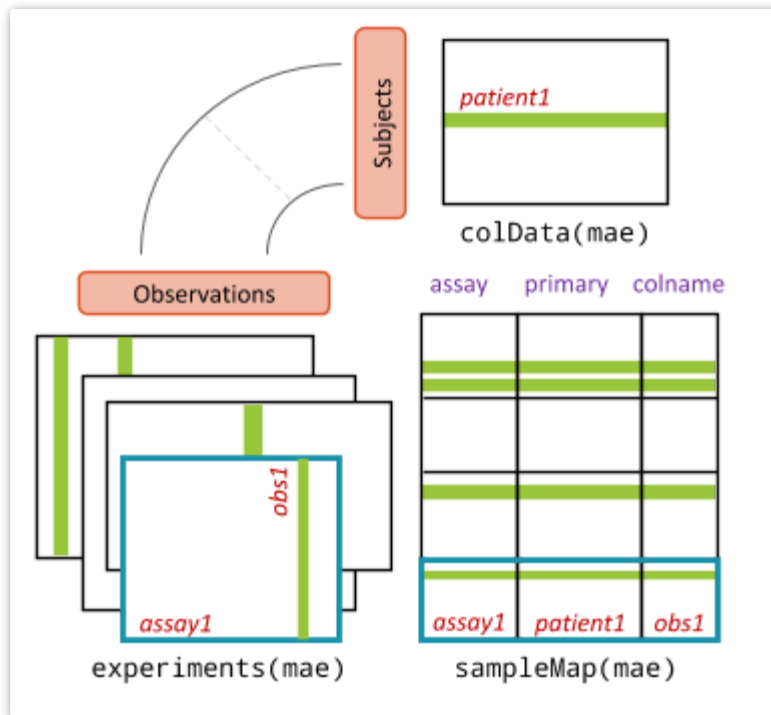 Subjects
patient1
colData(mae)
Observations
obs1
assay1
experiments(mae)
assay primary colname
assay1 patient1 obs1
sampleMap(mae)